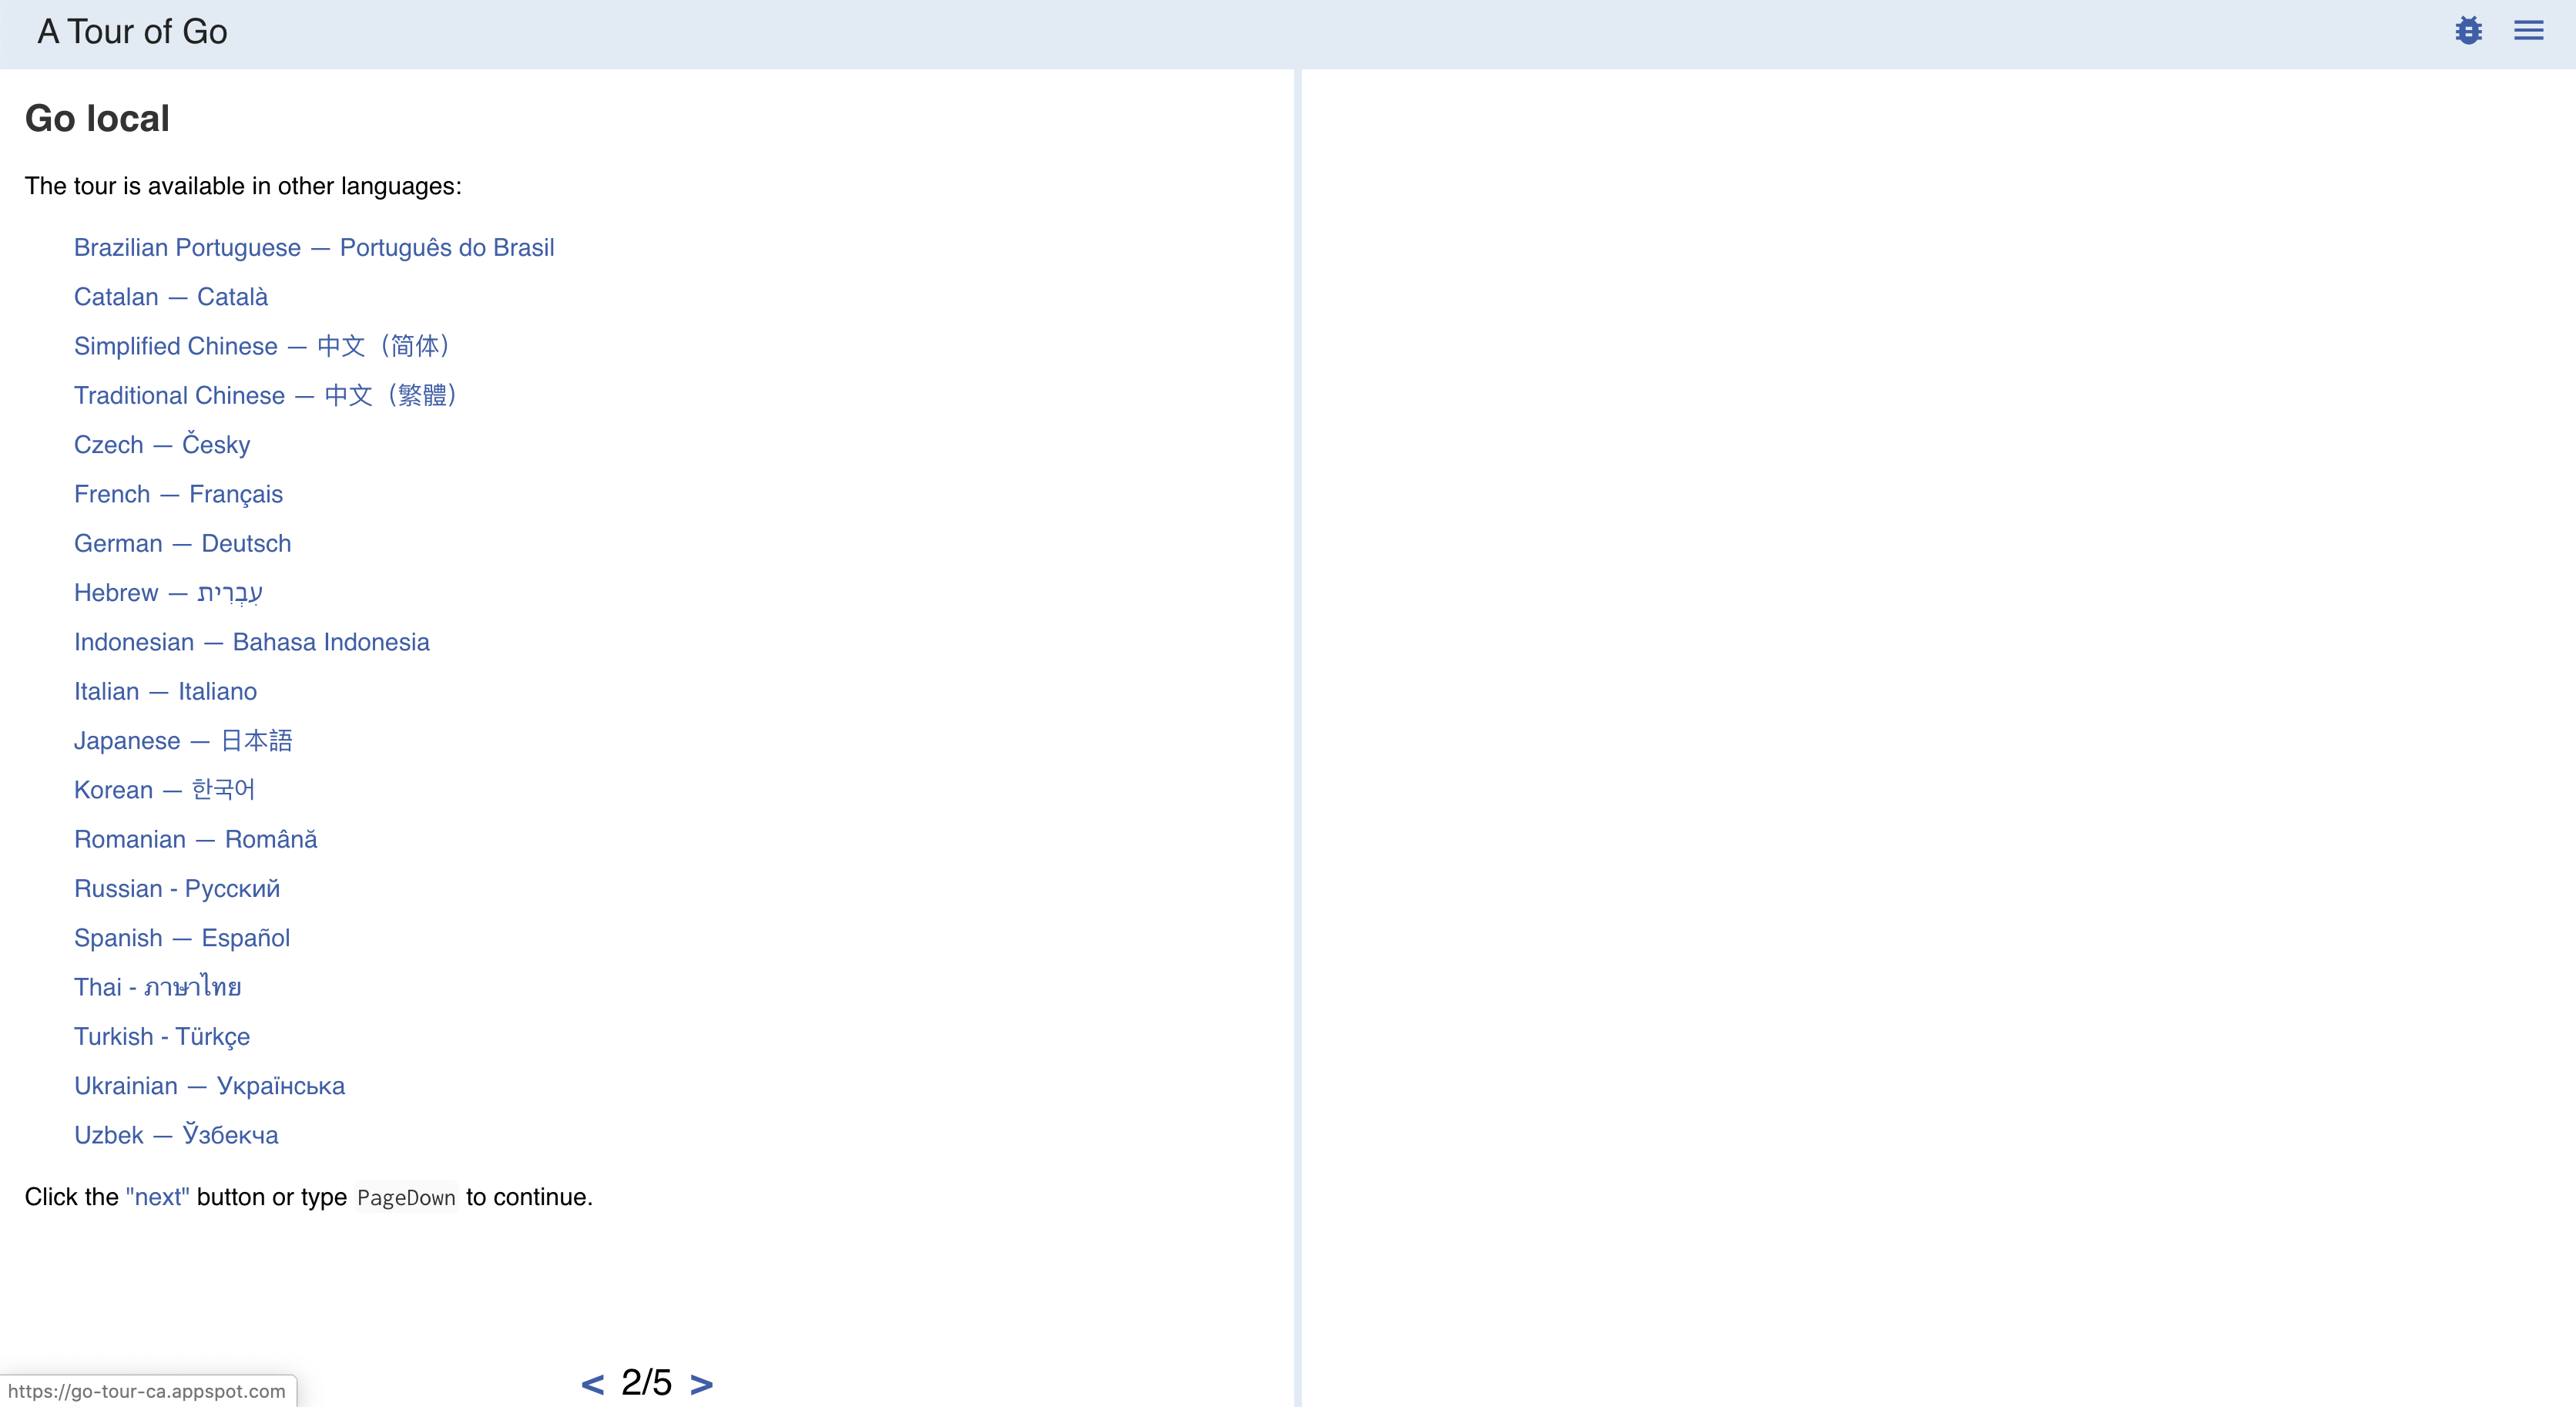 A Tour of Go
Go local
The tour is available in other languages:
Brazilian Portuguese — Português do Brasil
Catalan — Català
Simplified Chinese — 中文（简体）
Traditional Chinese — 中文（繁體）
Czech — Česky
French — Français
German — Deutsch
Hebrew — עִבְרִית
Indonesian — Bahasa Indonesia
Italian — Italiano
Japanese — 日本語
Korean — 한국어
Romanian — Română
Russian - Русский
Spanish — Español
Thai - ภาษาไทย
Turkish - Türkçe
Ukrainian — Українська
Uzbek — Ўзбекча
Click the "next" button or type PageDown to continue.
< 2/5 >
https://go-tour-ca.appspot.com